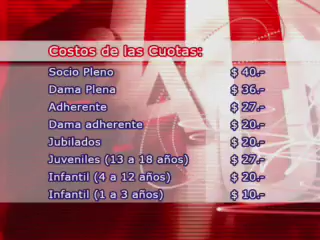 Costos de las Cuotas:
Socio Pleno $ 40.-
Dama Plena $ 36.-
Adherente $ 27.-
Dama adherente $ 20.-
Jubilados $ 20.-
Juveniles (13 a 18 años) $ 27.-
Infantil (4 a 12 años) $ 20.-
Infantil (1 a 3 años) $ 10.-